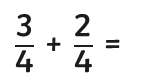 3/4 + 2/4 =